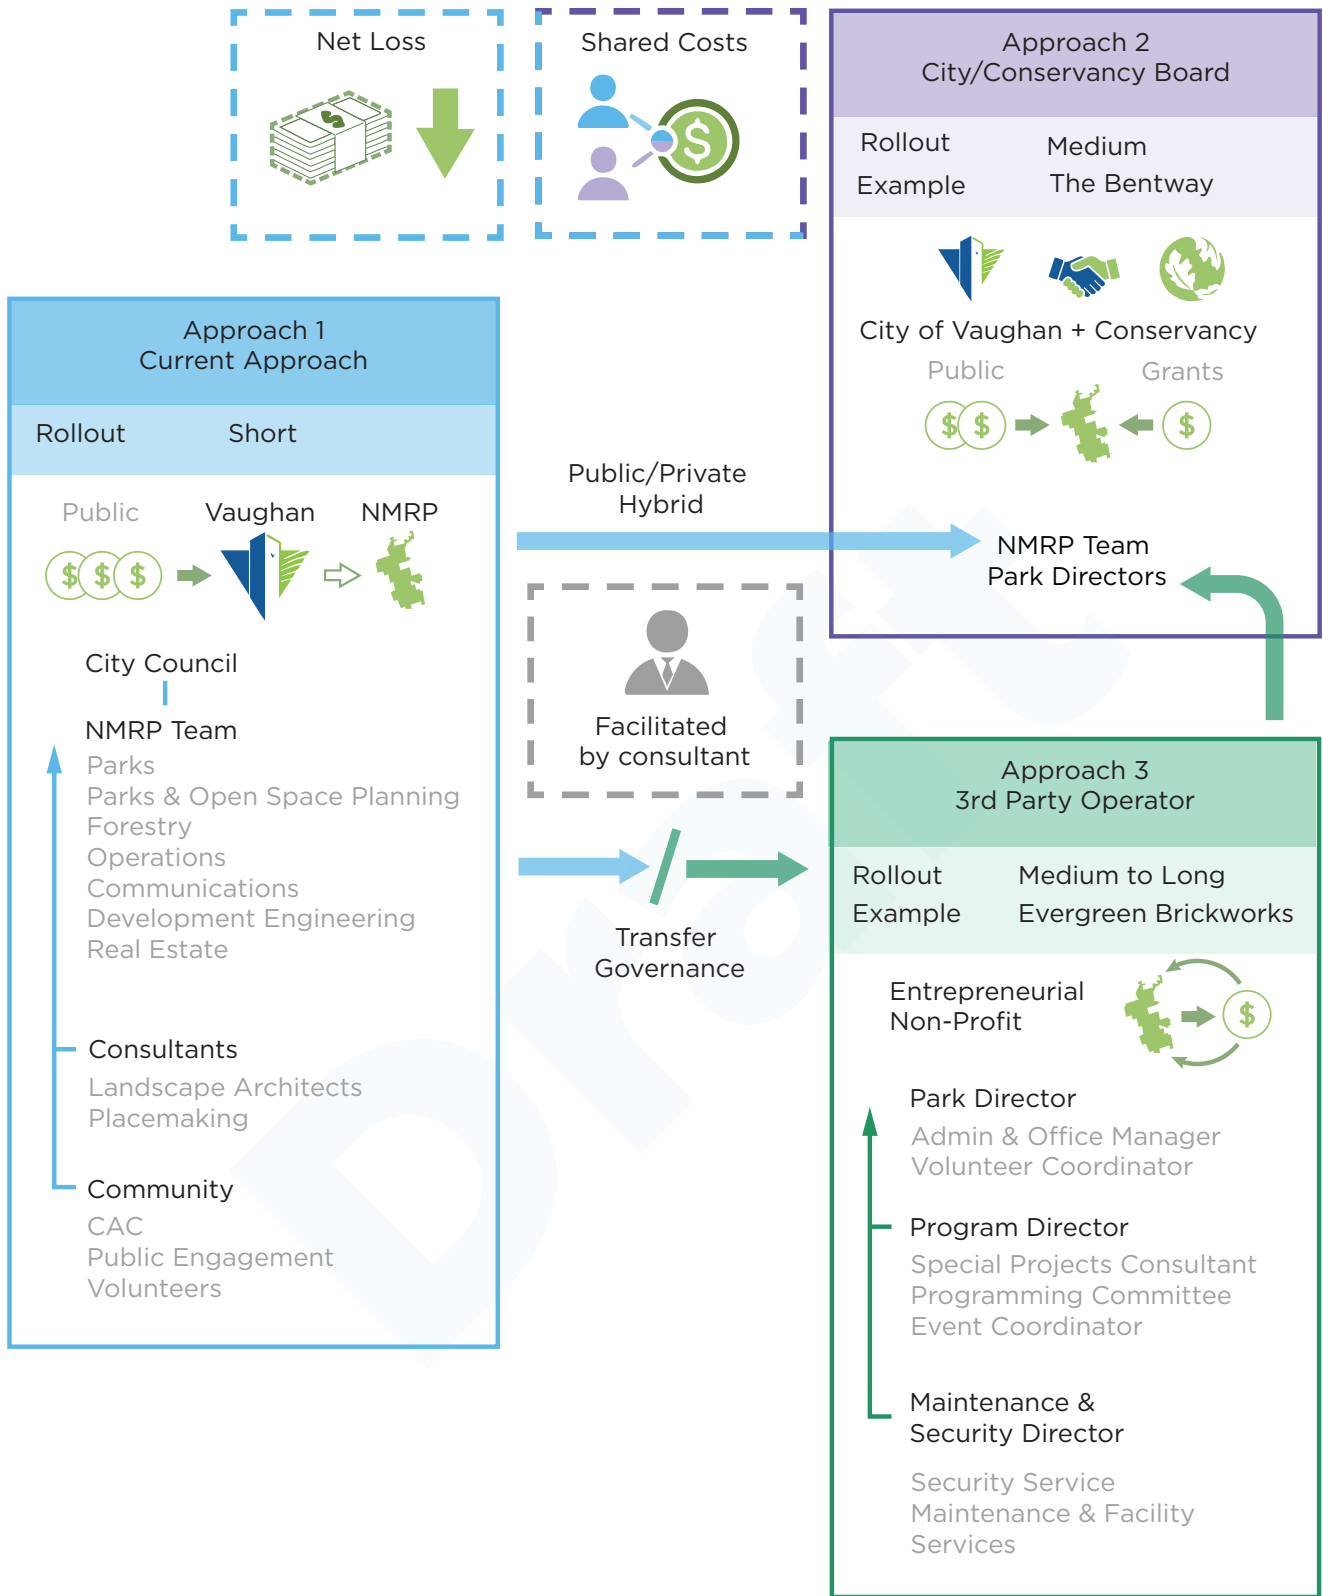 Net Loss
Shared Costs
Approach 2
City/Conservancy Board
Rollout Medium
Example The Bentway
City of Vaughan + Conservancy
Public Grants
$ $ $
NMRP Team
Park Directors
Approach 1
Current Approach
Rollout Short
Public Vaughan NMRP
$ $ $
City Council
NMRP Team
Parks
Parks & Open Space Planning
Forestry
Operations
Communications
Development Engineering
Real Estate
Consultants
Landscape Architects
Placemaking
Community
CAC
Public Engagement
Volunteers
Public/Private
Hybrid
Facilitated
by consultant
Transfer
Governance
Approach 3
3rd Party Operator
Rollout Medium to Long
Example Evergreen Brickworks
Entrepreneurial
Non-Profit
$
Park Director
Admin & Office Manager
Volunteer Coordinator
Program Director
Special Projects Consultant
Programming Committee
Event Coordinator
Maintenance &
Security Director
Security Service
Maintenance & Facility
Services
Draft